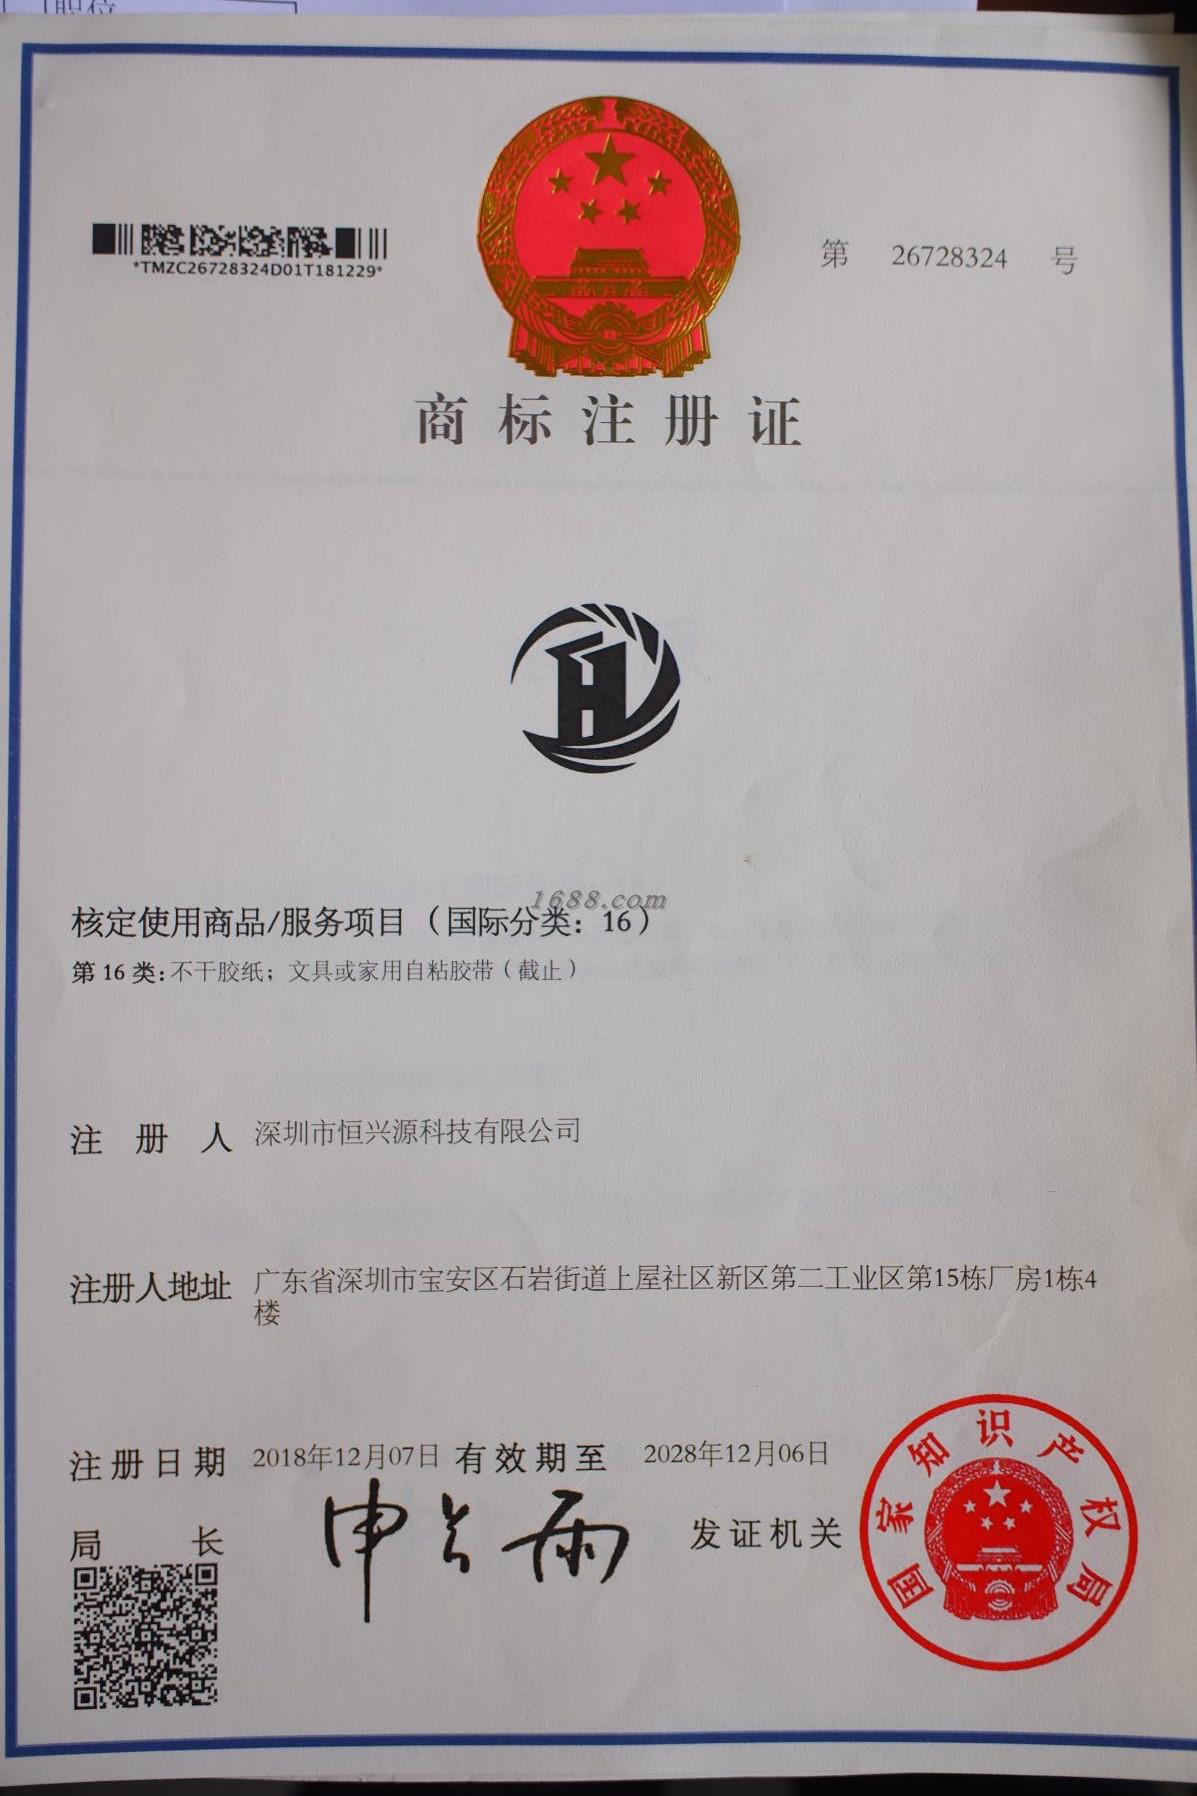 职位
*TMZC26728324D01T181229*
第 26728324 号
商标注册证
1688.com
核定使用商品/服务项目（国际分类：16）
第 16 类：不干胶纸；文具或家用自粘胶带（截止）
注 册 人 深圳市恒兴源科技有限公司
注册人地址 广东省深圳市宝安区石岩街道上屋社区新区第二工业区第15栋厂房1栋4
楼
注册日期 2018年12月07日 有效期至 2028年12月06日
局 长 申长雨 发证机关
国家知识产权局